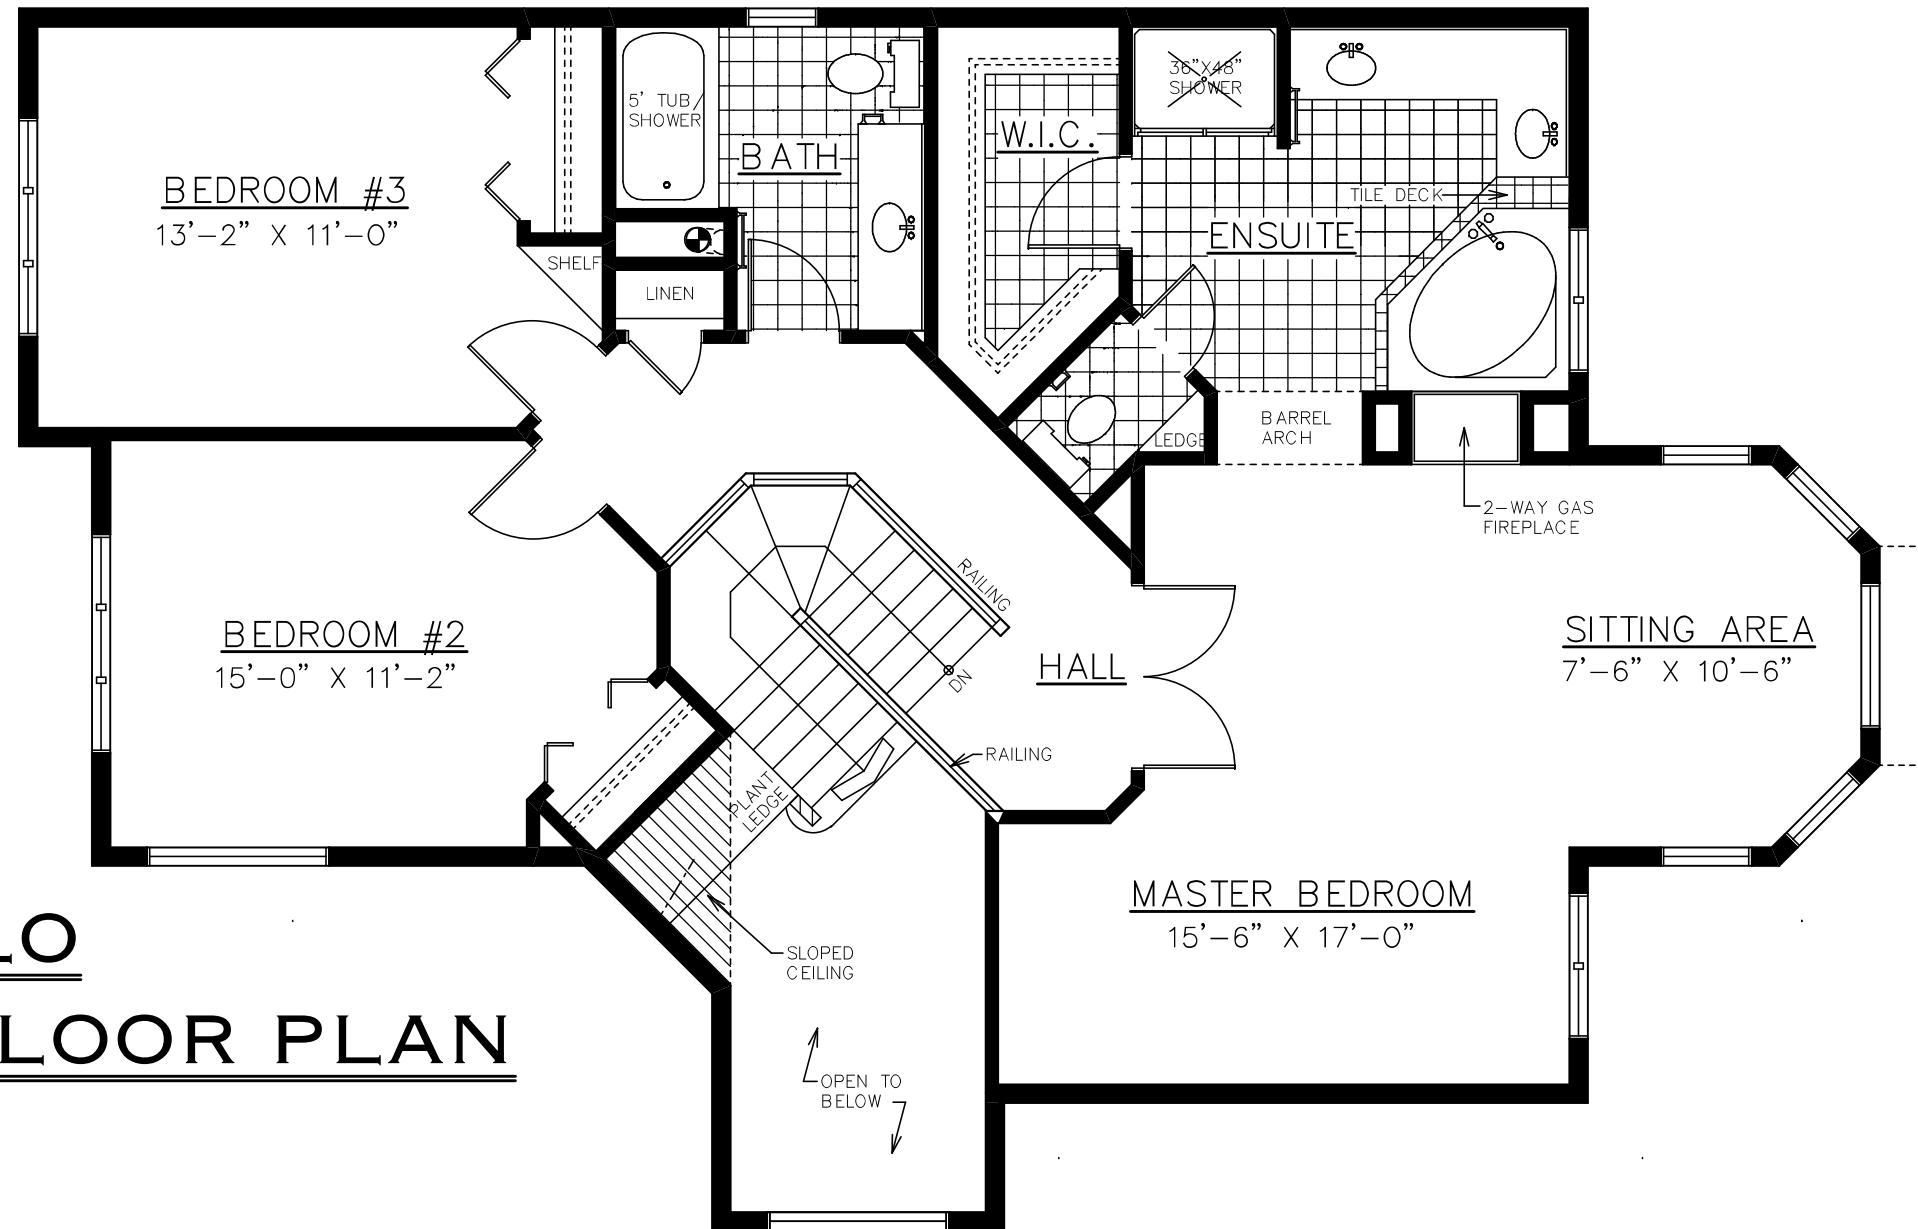 36"X48"
SHOWER
5' TUB/
SHOWER
W.I.C.
BATH
BEDROOM #3
13'-2" X 11'-0"
TILE DECK
ENSUITE
SHELF
LINEN
BARREL
ARCH
LEDGE
2-WAY GAS
FIREPLACE
RAILING
BEDROOM #2
15'-0" X 11'-2"
SITTING AREA
7'-6" X 10'-6"
HALL
DN
RAILING
PLANT
LEDGE
MASTER BEDROOM
15'-6" X 17'-0"
LO
SLOPED
CEILING
LOOR PLAN
OPEN TO
BELOW